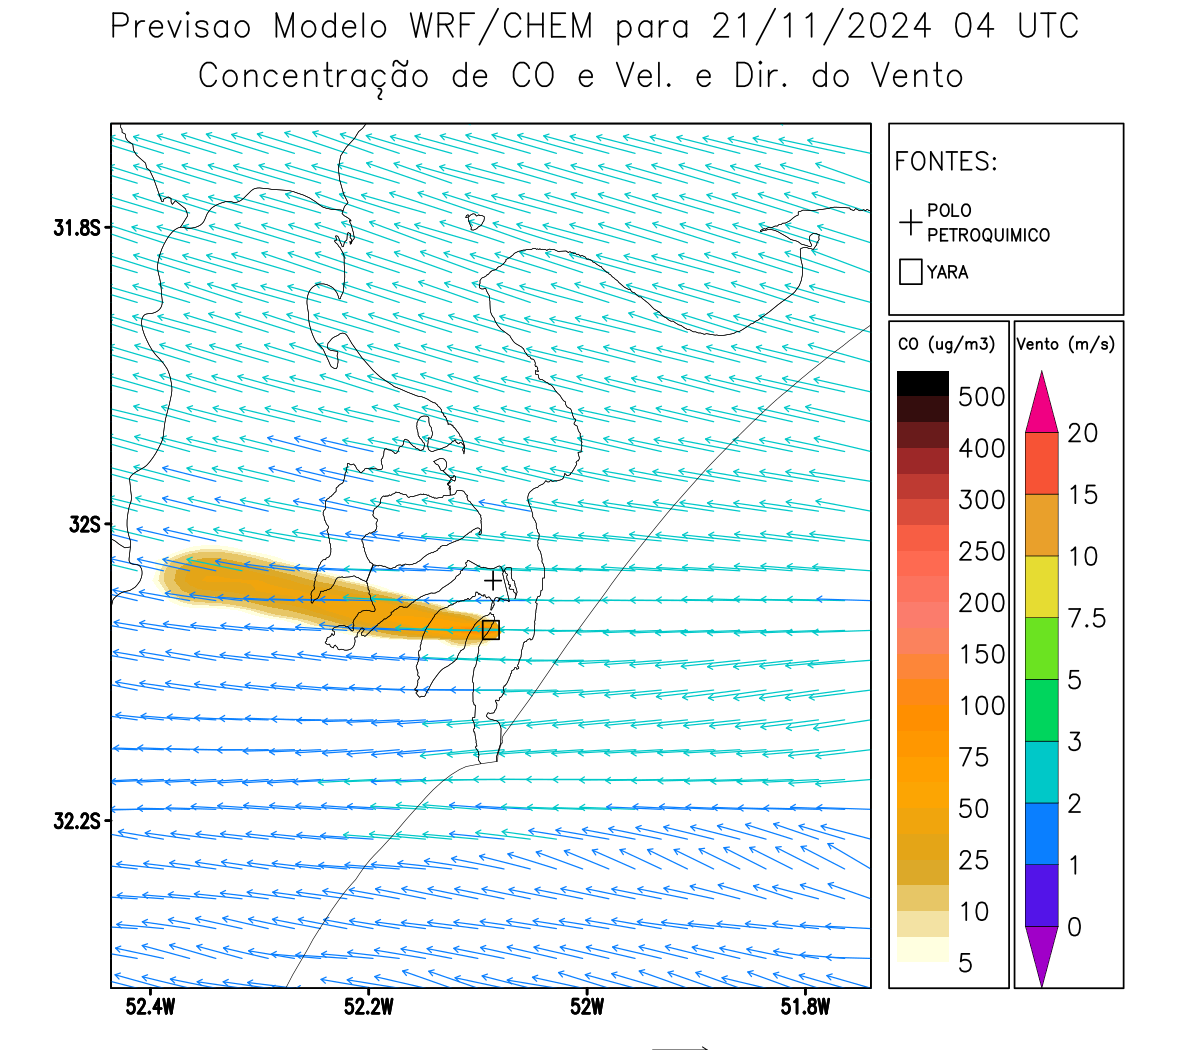 Previsao Modelo WRF/CHEM para 21/11/2024 04 UTC
Concentração de CO e Vel. e Dir. do Vento
FONTES:
POLO
PETROQUIMICO
YARA
CO (ug/m3)
500
400
300
250
200
150
100
75
50
25
10
5
Vento (m/s)
20
15
10
7.5
5
3
2
1
0
31.8S
32S
32.2S
52.4W
52.2W
52W
51.8W